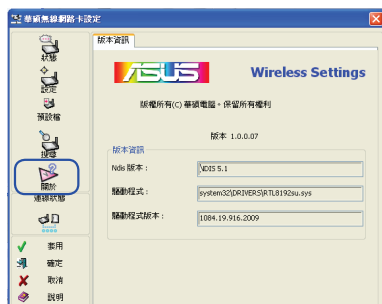 華碩無線網路卡設定
狀態
設定
預設檔
搜尋
關於
連線狀態
套用
確定
取消
說明
版本資訊
ASUS
Wireless Settings
版權所有(C) 華碩電腦。保留所有權利
版本 1.0.0.07
版本資訊
Ndis 版本：
NDIS 5.1
驅動程式：
system32\DRIVERS\RTL8192su.sys
驅動程式版本：
1084.19.916.2009